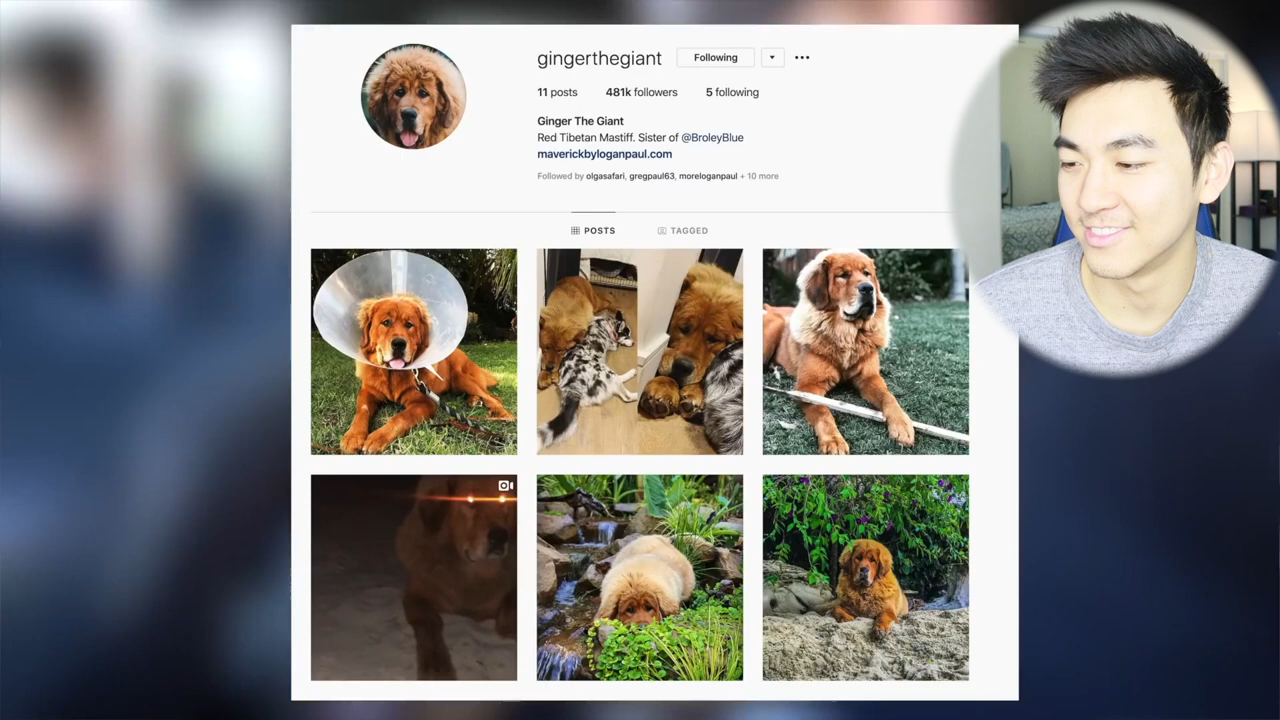 gingerthegiant Following
11 posts 481k followers 5 following
Ginger The Giant
Red Tibetan Mastiff. Sister of @BroleyBlue
maverickbyloganpaul.com
Followed by olgasafari, gregpaul63, moreloganpaul + 10 more
POSTS TAGGED